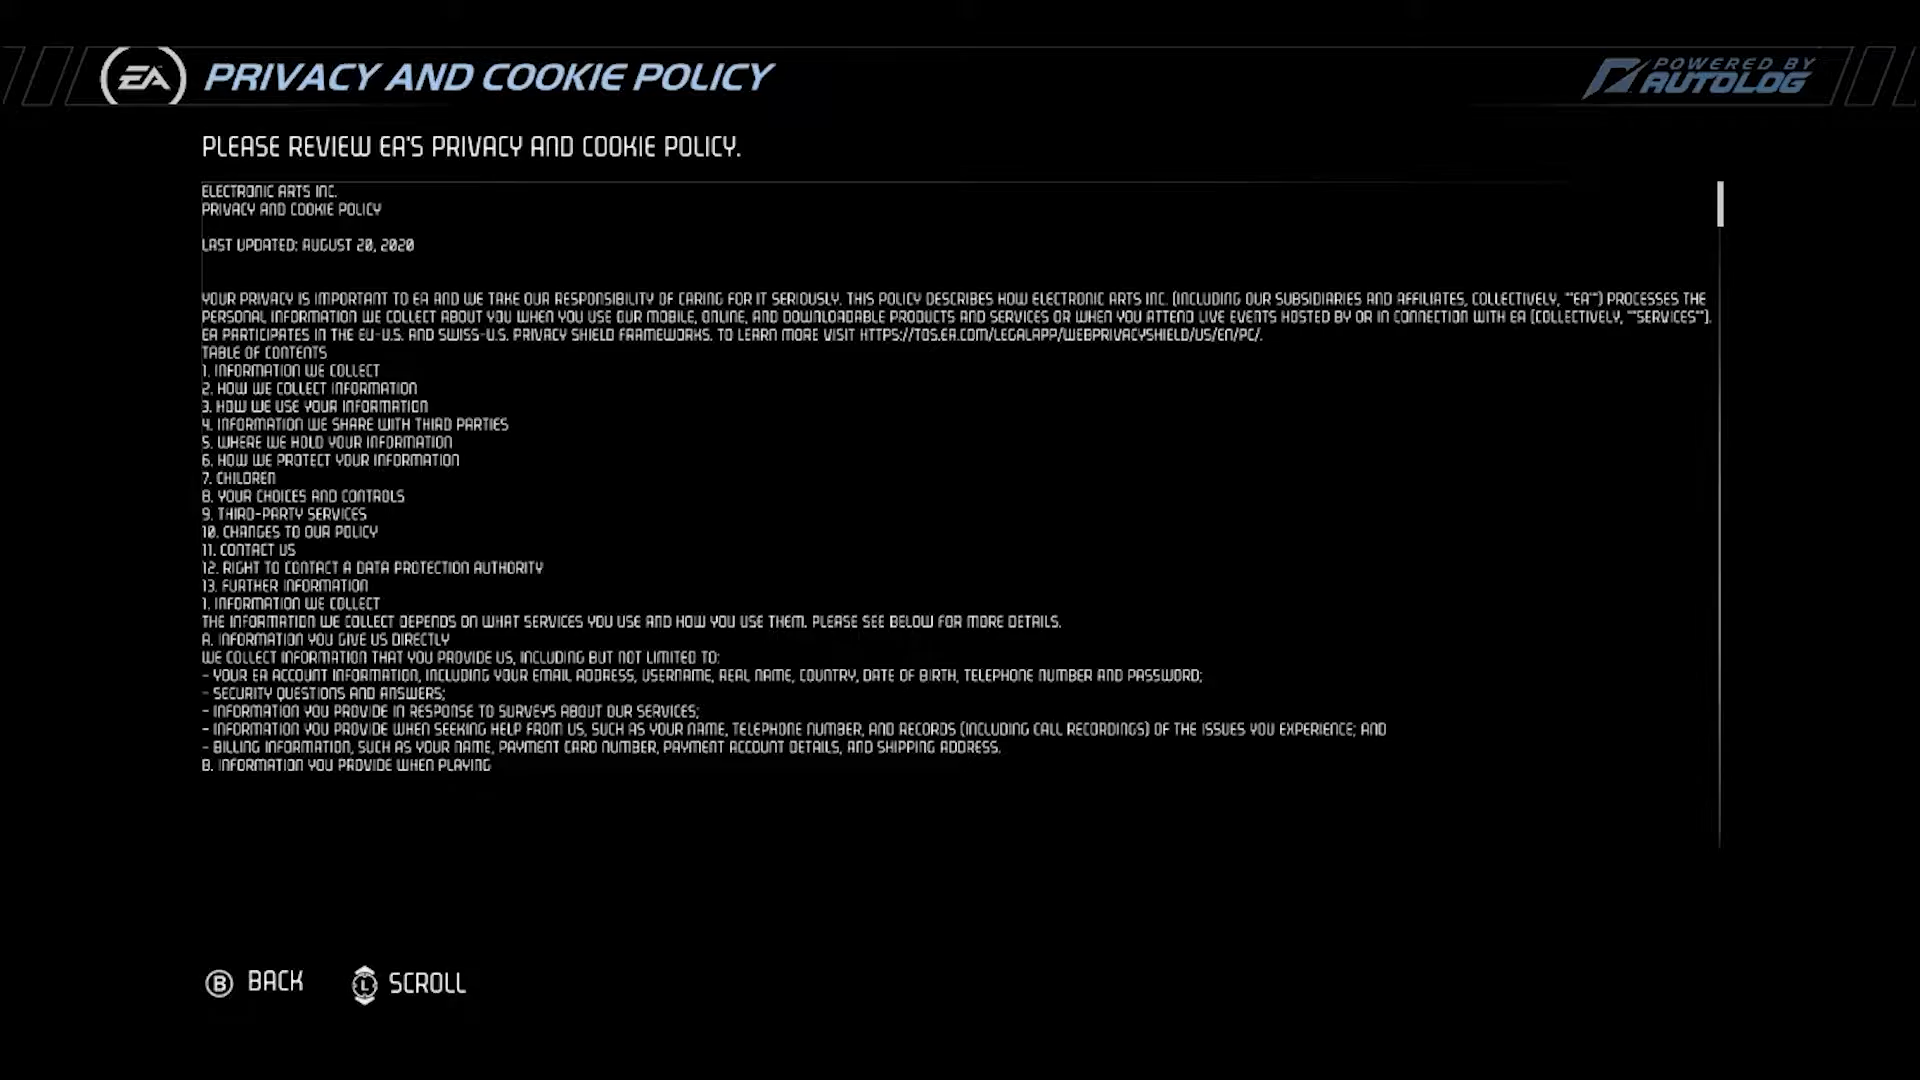 EA PRIVACY AND COOKIE POLICY
POWERED BY
AUTOLOG
PLEASE REVIEW EA'S PRIVACY AND COOKIE POLICY.
ELECTRONIC ARTS INC.
PRIVACY AND COOKIE POLICY
LAST UPDATED: AUGUST 20, 2020
YOUR PRIVACY IS IMPORTANT TO EA AND WE TAKE OUR RESPONSIBILITY OF CARING FOR IT SERIOUSLY. THIS POLICY DESCRIBES HOW ELECTRONIC ARTS INC. (INCLUDING OUR SUBSIDIARIES AND AFFILIATES, COLLECTIVELY, ""EA"") PROCESSES THE
PERSONAL INFORMATION WE COLLECT ABOUT YOU WHEN YOU USE OUR MOBILE, ONLINE, AND DOWNLOADABLE PRODUCTS AND SERVICES OR WHEN YOU ATTEND LIVE EVENTS HOSTED BY OR IN CONNECTION WITH EA (COLLECTIVELY, ""SERVICES"").
EA PARTICIPATES IN THE EU-U.S. AND SWISS-U.S. PRIVACY SHIELD FRAMEWORKS. TO LEARN MORE VISIT HTTPS://TOS.EA.COM/LEGALAPP/WEBPRIVACYSHIELD/US/EN/PC/.
TABLE OF CONTENTS
1. INFORMATION WE COLLECT
2. HOW WE COLLECT INFORMATION
3. HOW WE USE YOUR INFORMATION
4. INFORMATION WE SHARE WITH THIRD PARTIES
5. WHERE WE HOLD YOUR INFORMATION
6. HOW WE PROTECT YOUR INFORMATION
7. CHILDREN
8. YOUR CHOICES AND CONTROLS
9. THIRD-PARTY SERVICES
10. CHANGES TO OUR POLICY
11. CONTACT US
12. RIGHT TO CONTACT A DATA PROTECTION AUTHORITY
13. FURTHER INFORMATION
1. INFORMATION WE COLLECT
THE INFORMATION WE COLLECT DEPENDS ON WHAT SERVICES YOU USE AND HOW YOU USE THEM. PLEASE SEE BELOW FOR MORE DETAILS.
A. INFORMATION YOU GIVE US DIRECTLY
WE COLLECT INFORMATION THAT YOU PROVIDE US, INCLUDING BUT NOT LIMITED TO:
- YOUR EA ACCOUNT INFORMATION, INCLUDING YOUR EMAIL ADDRESS, USERNAME, REAL NAME, COUNTRY, DATE OF BIRTH, TELEPHONE NUMBER AND PASSWORD;
- SECURITY QUESTIONS AND ANSWERS;
- INFORMATION YOU PROVIDE IN RESPONSE TO SURVEYS ABOUT OUR SERVICES;
- INFORMATION YOU PROVIDE WHEN SEEKING HELP FROM US, SUCH AS YOUR NAME, TELEPHONE NUMBER, AND RECORDS (INCLUDING CALL RECORDINGS) OF THE ISSUES YOU EXPERIENCE; AND
- BILLING INFORMATION, SUCH AS YOUR NAME, PAYMENT CARD NUMBER, PAYMENT ACCOUNT DETAILS, AND SHIPPING ADDRESS.
B. INFORMATION YOU PROVIDE WHEN PLAYING
B BACK L SCROLL